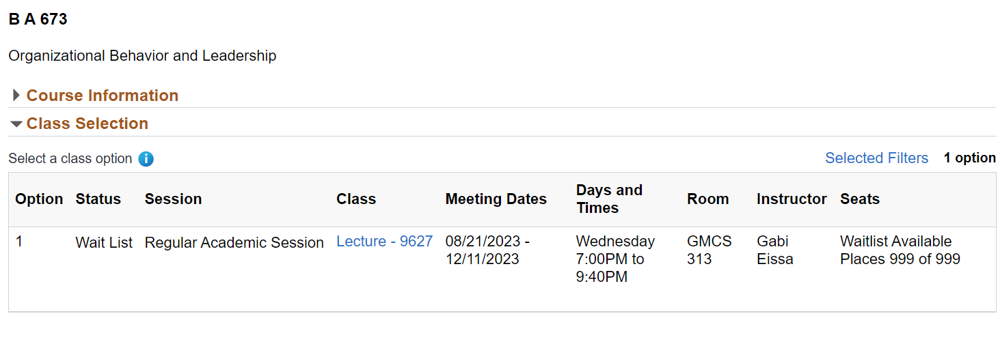 B A 673
Organizational Behavior and Leadership
Course Information
Class Selection
Select a class option
Selected Filters 1 option
Option Status Session Class Meeting Dates Days and Times Room Instructor Seats
1 Wait List Regular Academic Session Lecture - 9627 08/21/2023 - 12/11/2023 Wednesday 7:00PM to 9:40PM GMCS 313 Gabi Eissa Waitlist Available Places 999 of 999